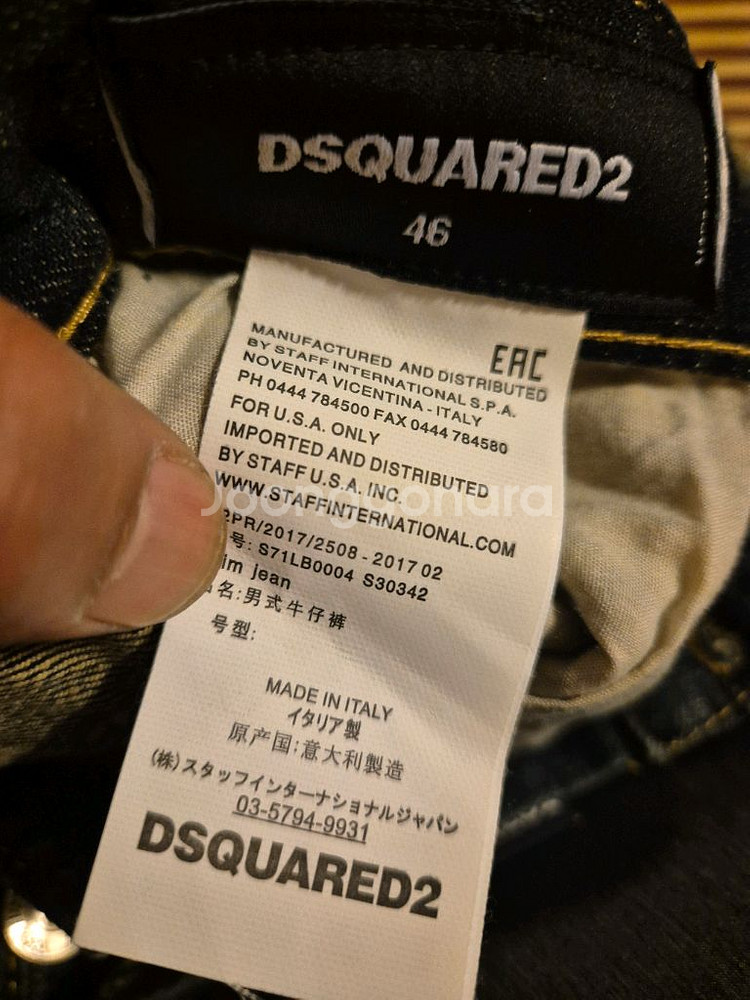 DSQUARED2
46
EAC
MANUFACTURED AND DISTRIBUTED
BY STAFF INTERNATIONAL S.P.A.
NOVENTA VICENTINA - ITALY
PH 0444 784500 FAX 0444 784580
FOR U.S.A. ONLY
IMPORTED AND DISTRIBUTED
BY STAFF U.S.A. INC.
WWW.STAFFINTERNATIONAL.COM
Joonggonara
2PR/2017/2508 - 2017 02
号: S71LB0004 S30342
jean
名:男式牛仔裤
号型:
MADE IN ITALY
イタリア製
原产国:意大利製造
(株)スタッフインターナショナルジャパン
03-5794-9931
DSQUARED2